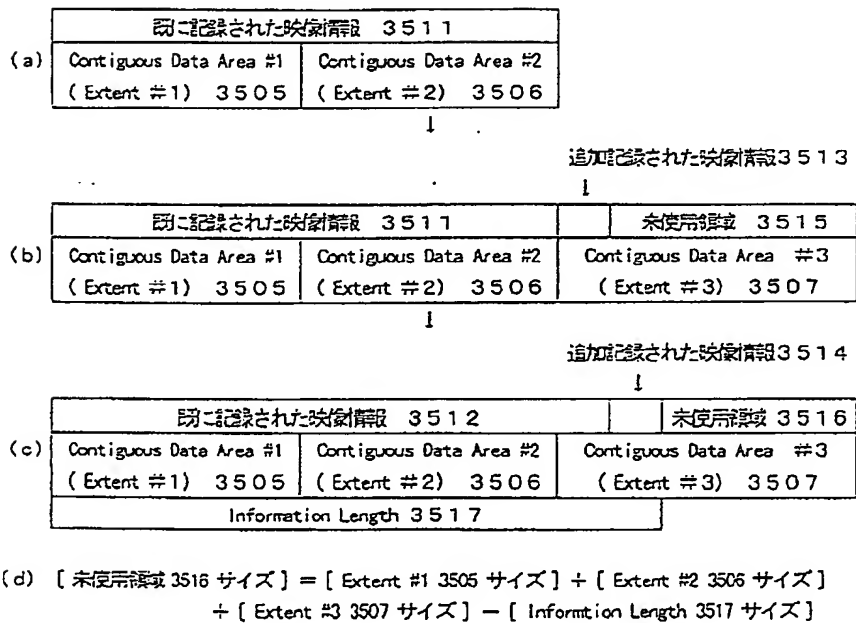 既に記録された映像情報 3511
(a)
Contiguous Data Area #1
(Extent #1) 3505
Contiguous Data Area #2
(Extent #2) 3506
追加記録された映像情報3513
既に記録された映像情報 3511
未使用領域 3515
(b)
Contiguous Data Area #1
(Extent #1) 3505
Contiguous Data Area #2
(Extent #2) 3506
Contiguous Data Area #3
(Extent #3) 3507
追加記録された映像情報3514
既に記録された映像情報 3512
未使用領域 3516
(c)
Contiguous Data Area #1
(Extent #1) 3505
Contiguous Data Area #2
(Extent #2) 3506
Contiguous Data Area #3
(Extent #3) 3507
Information Length 3517
(d) [ 未使用領域 3516 サイズ ] = [ Extent #1 3505 サイズ ] + [ Extent #2 3506 サイズ ]
+ [ Extent #3 3507 サイズ ] − [ Informtion Length 3517 サイズ ]